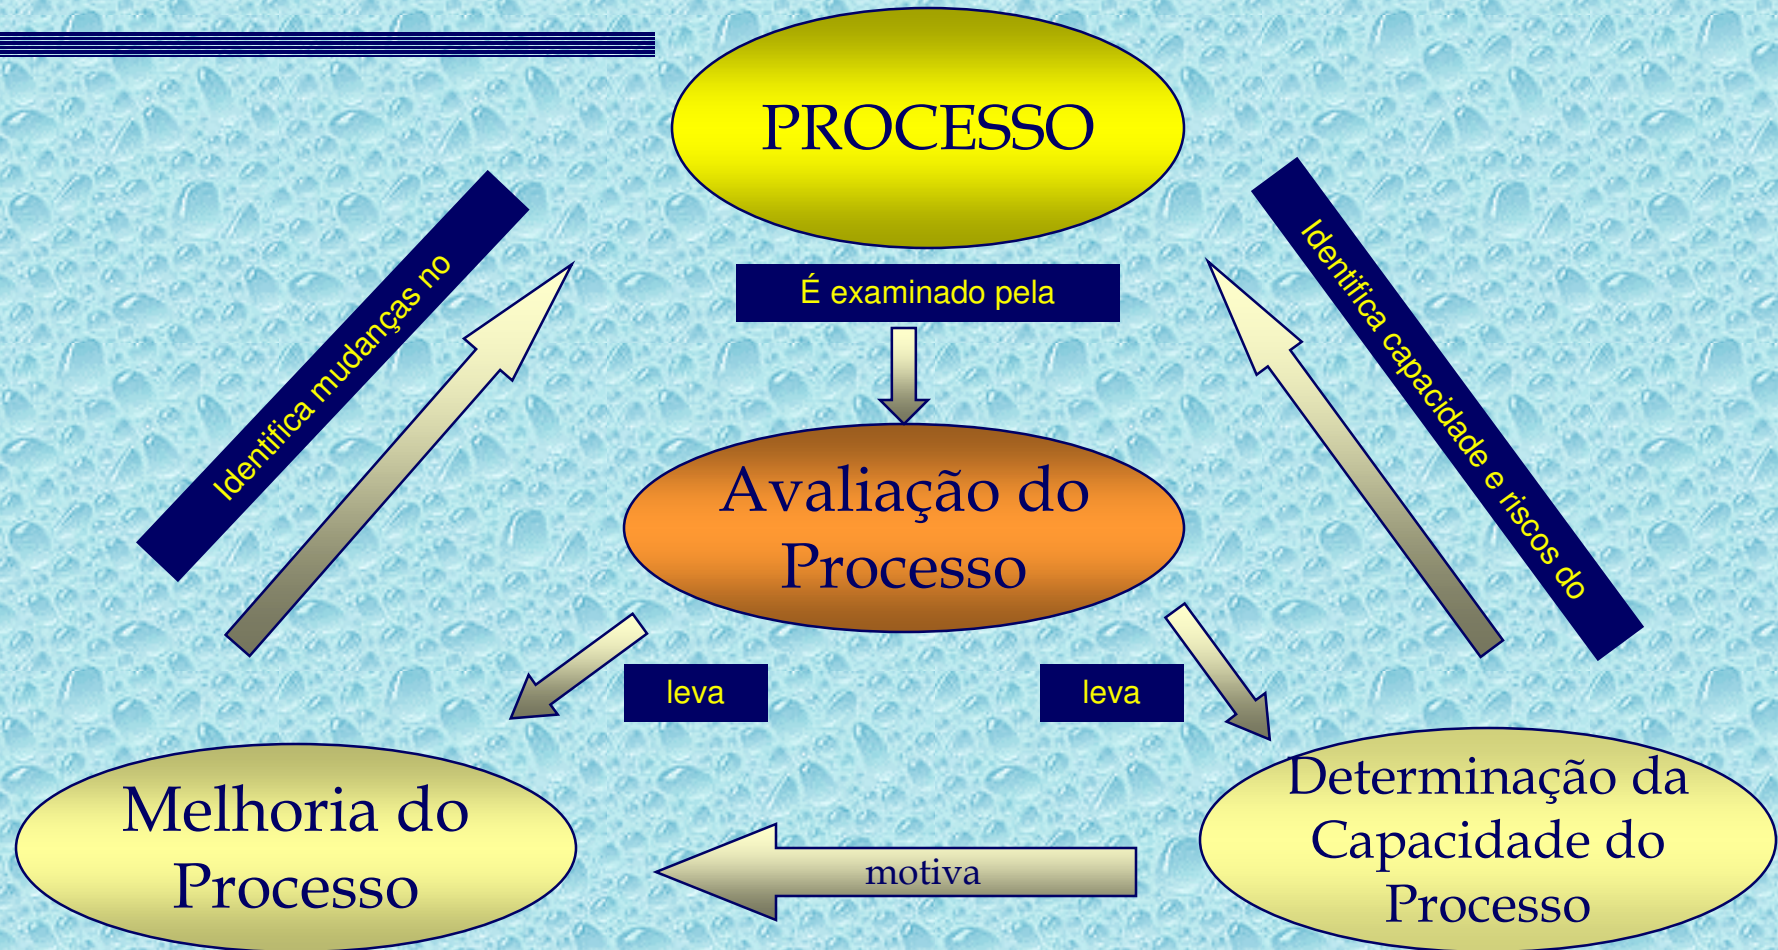 PROCESSO
É examinado pela
Identifica mudanças no
Identifica capacidade e riscos do
Avaliação do
Processo
leva
leva
Melhoria do
Processo
motiva
Determinação da
Capacidade do
Processo